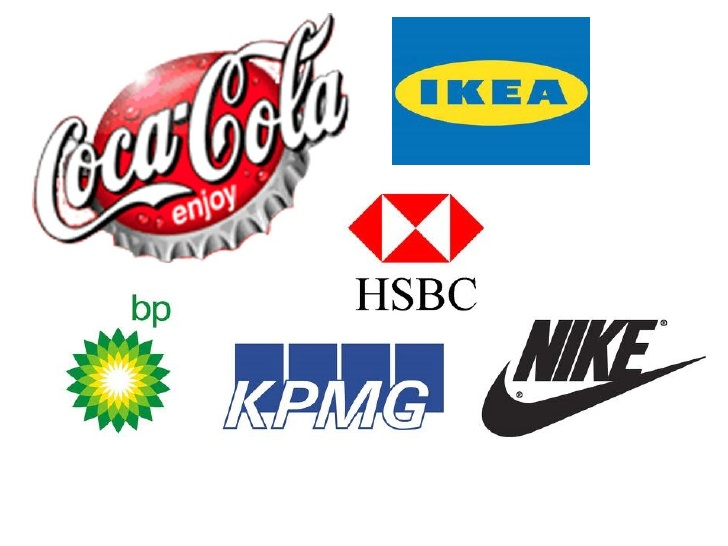 Coca-Cola
enjoy
IKEA
HSBC
bp
KPMG
NIKE®
®